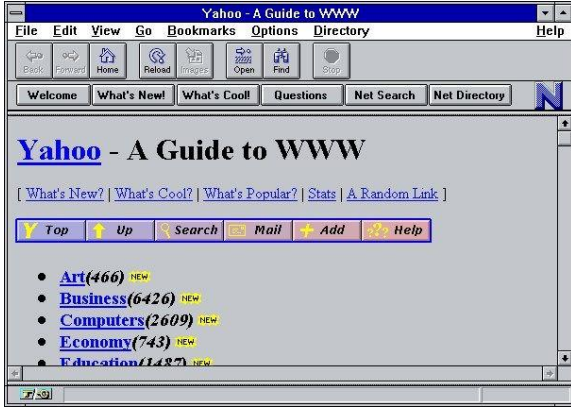 Yahoo - A Guide to WWW
File Edit View Go Bookmarks Options Directory Help
Back Forward Home Reload Images Open Find Stop
Welcome What's New! What's Cool! Questions Net Search Net Directory
N
Yahoo - A Guide to WWW
[ What's New? | What's Cool? | What's Popular? | Stats | A Random Link ]
Y Top Up Search Mail Add ??? Help
Art(466) NEW
Business(6426) NEW
Computers(2609) NEW
Economy(743) NEW
Education(1487) NEW